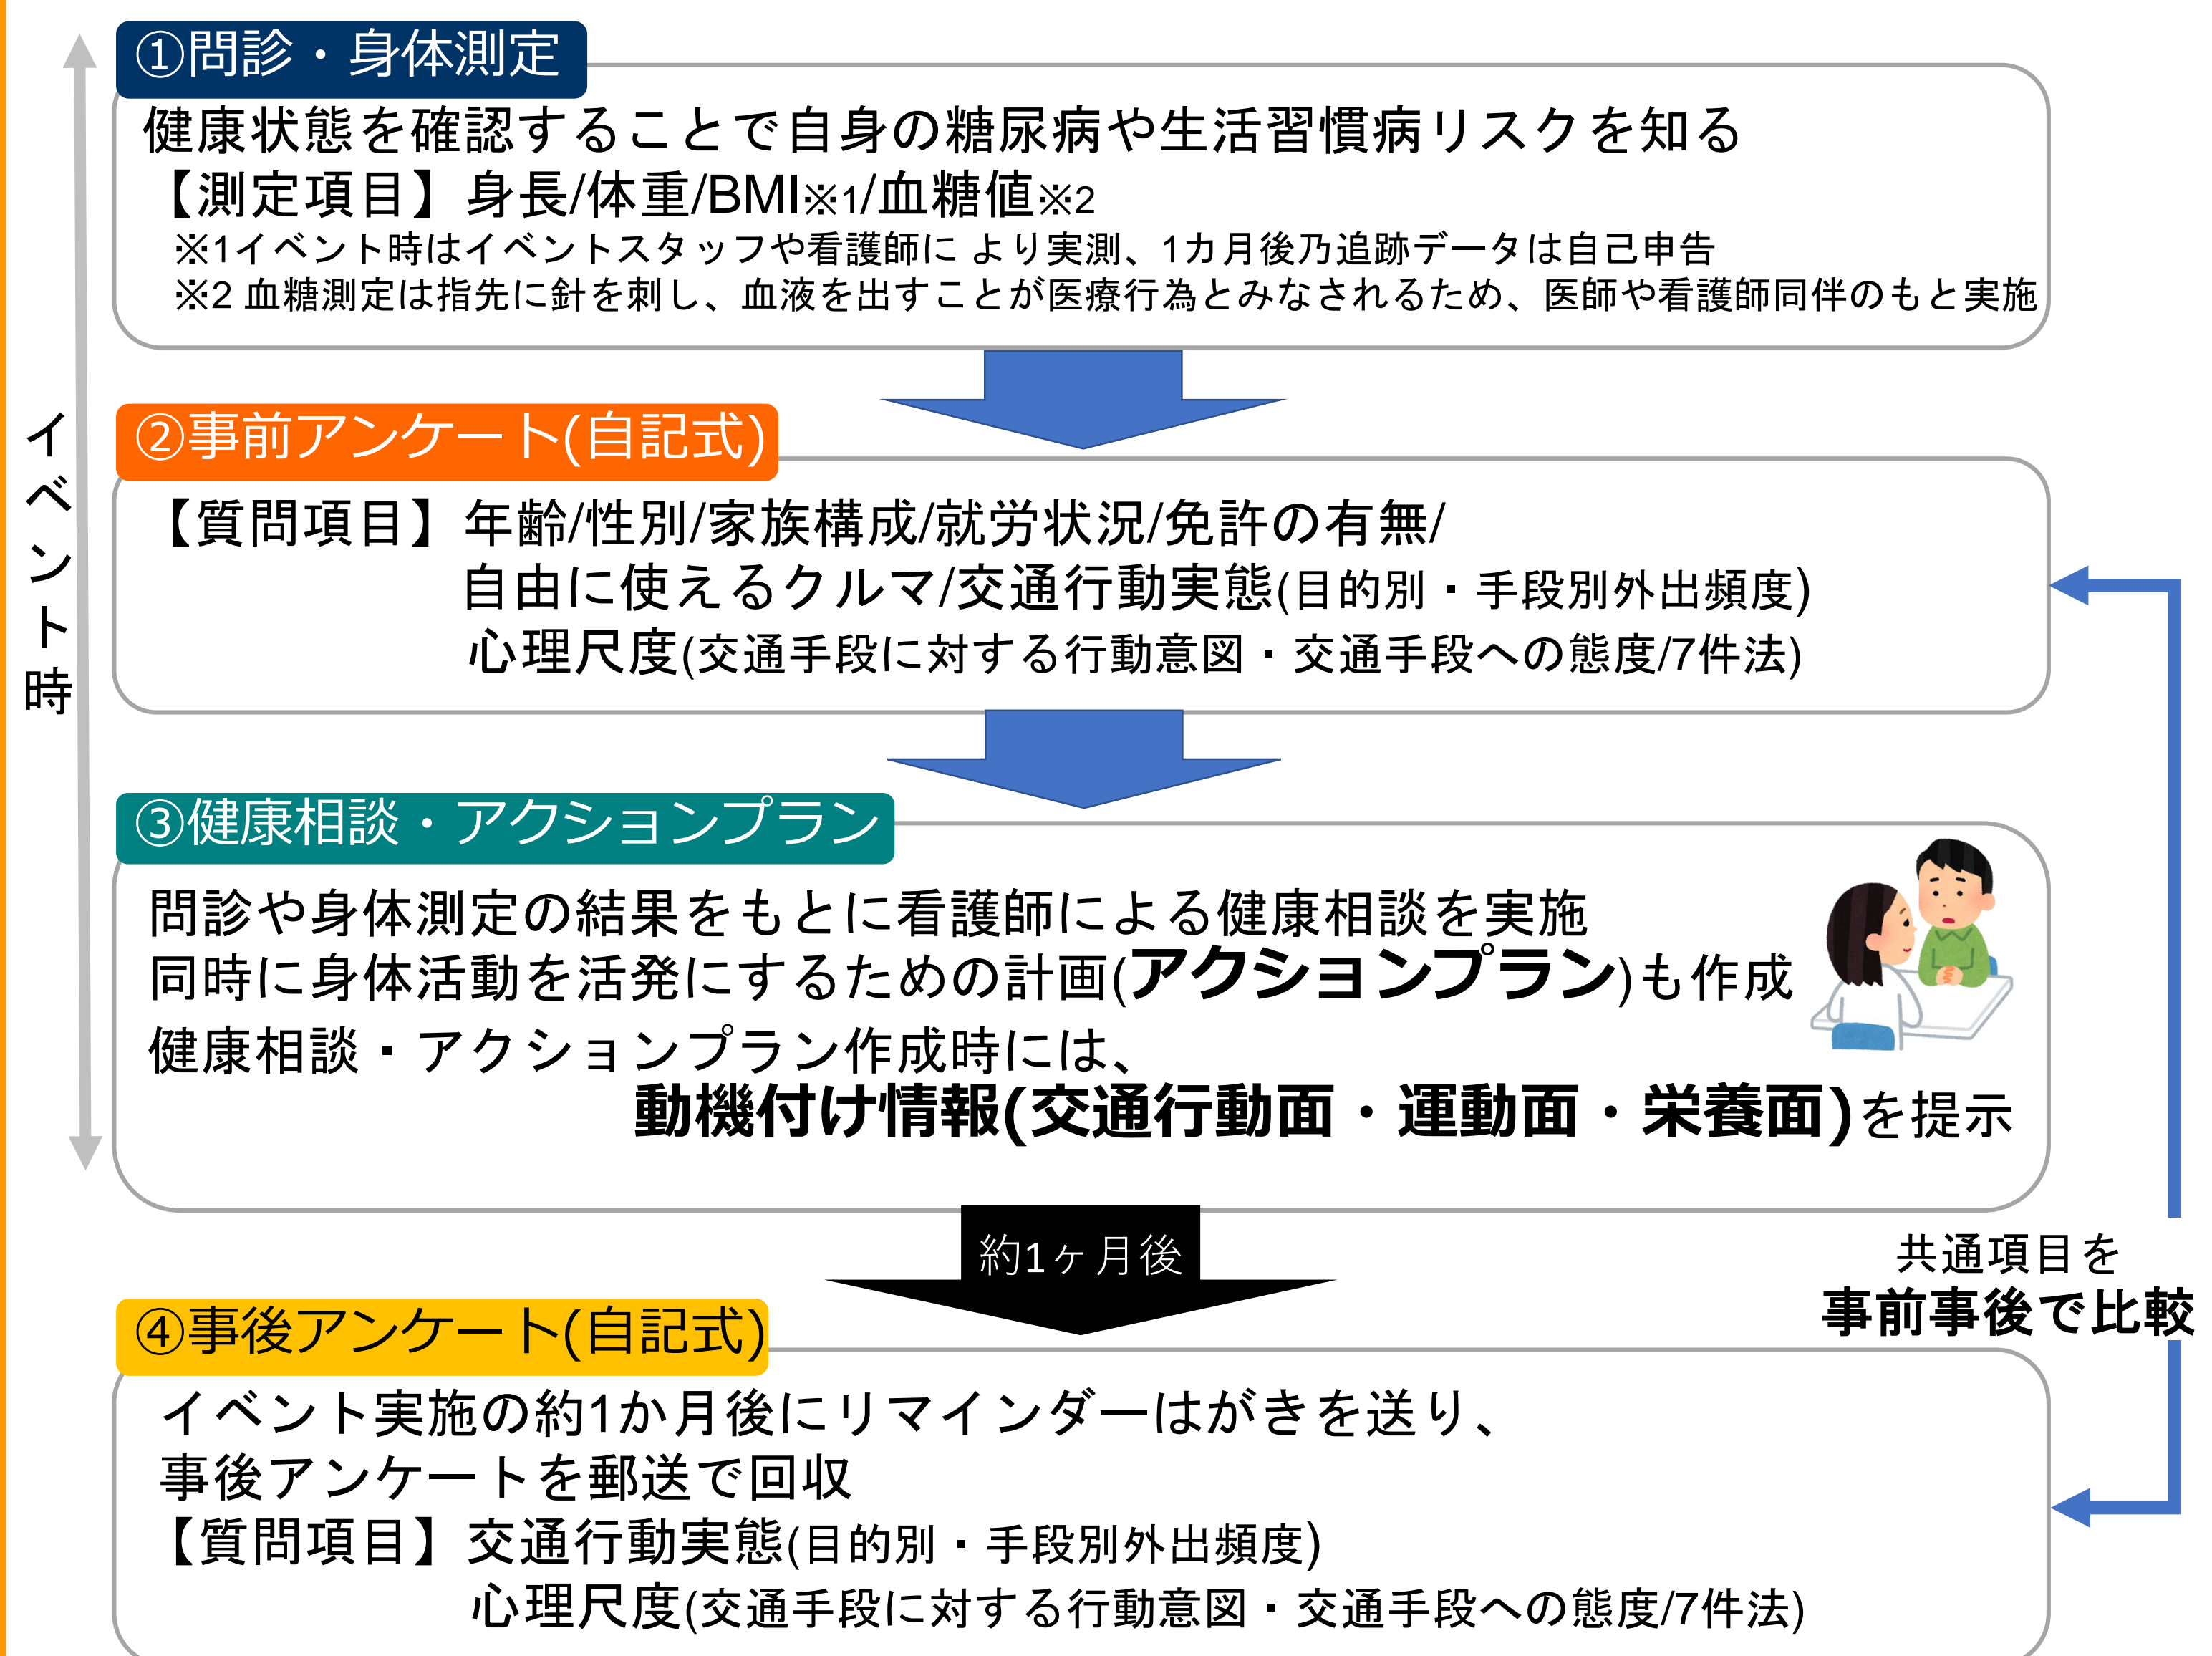 ①問診・身体測定
健康状態を確認することで自身の糖尿病や生活習慣病リスクを知る
【測定項目】身長/体重/BMI※1/血糖値※2
※1イベント時はイベントスタッフや看護師に より実測、1カ月後乃追跡データは自己申告
※2 血糖測定は指先に針を刺し、血液を出すことが医療行為とみなされるため、医師や看護師同伴のもと実施
イベント時
②事前アンケート(自記式)
【質問項目】年齢/性別/家族構成/就労状況/免許の有無/
自由に使えるクルマ/交通行動実態(目的別・手段別外出頻度)
心理尺度(交通手段に対する行動意図・交通手段への態度/7件法)
③健康相談・アクションプラン
問診や身体測定の結果をもとに看護師による健康相談を実施
同時に身体活動を活発にするための計画(アクションプラン)も作成
健康相談・アクションプラン作成時には、
動機付け情報(交通行動面・運動面・栄養面)を提示
約1ヶ月後
共通項目を
事前事後で比較
④事後アンケート(自記式)
イベント実施の約1か月後にリマインダーはがきを送り、
事後アンケートを郵送で回収
【質問項目】交通行動実態(目的別・手段別外出頻度)
心理尺度(交通手段に対する行動意図・交通手段への態度/7件法)